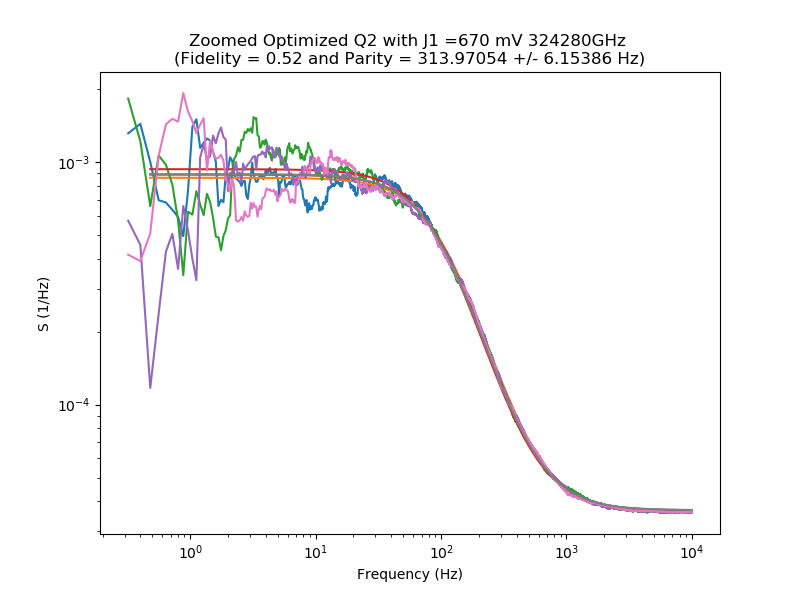 Zoomed Optimized Q2 with J1 =670 mV 324280GHz
(Fidelity = 0.52 and Parity = 313.97054 +/- 6.15386 Hz)
10⁻³
10⁻⁴
S (1/Hz)
10⁰ 10¹ 10² 10³ 10⁴
Frequency (Hz)